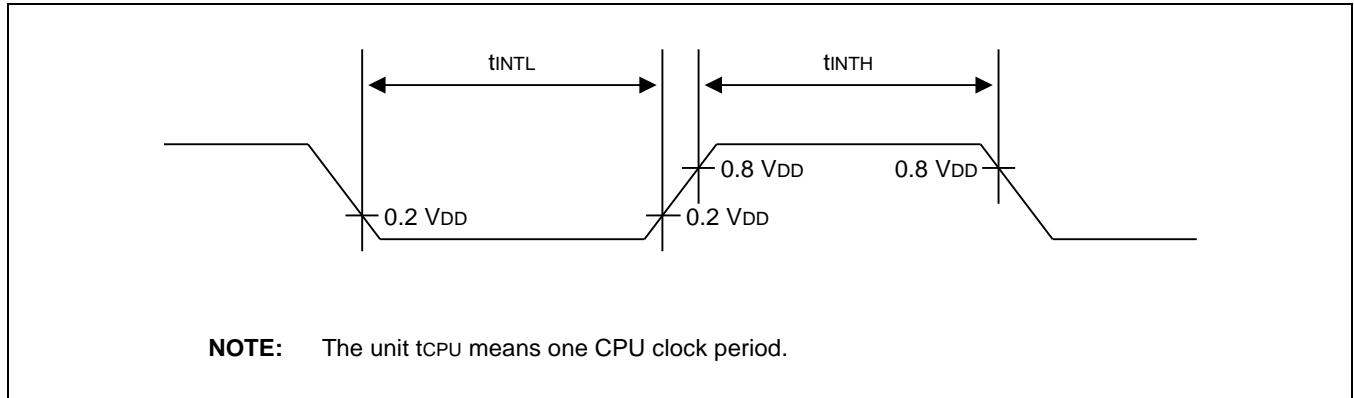 tINTL tINTH
0.8 VDD 0.8 VDD
0.2 VDD 0.2 VDD
NOTE: The unit tCPU means one CPU clock period.